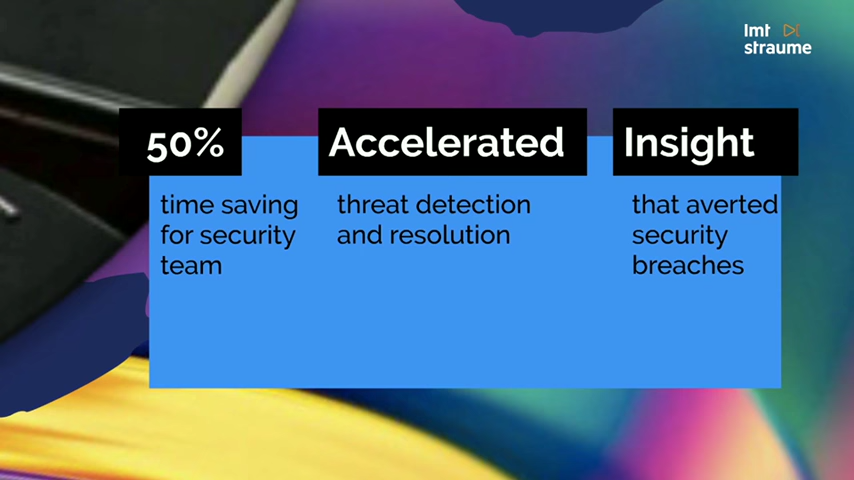 lmt
straume
50%
time saving
for security
team
Accelerated
threat detection
and resolution
Insight
that averted
security
breaches